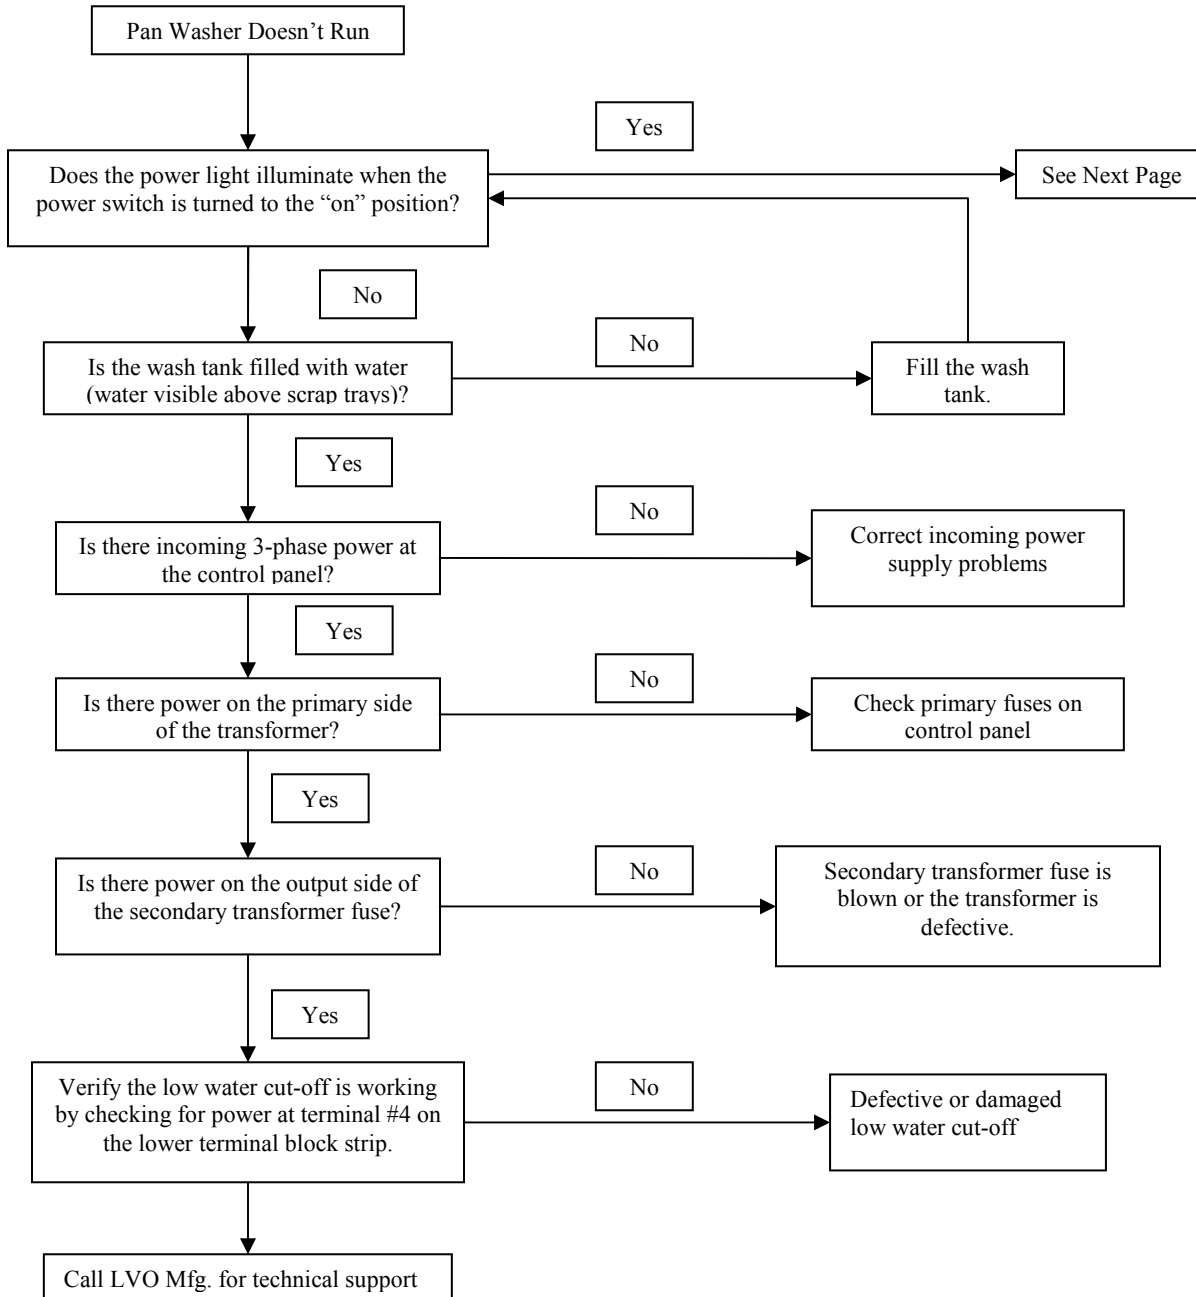 Pan Washer Doesn’t Run
Yes
Does the power light illuminate when the
power switch is turned to the “on” position?
See Next Page
No
No
Is the wash tank filled with water
(water visible above scrap trays)?
Fill the wash
tank.
Yes
No
Is there incoming 3-phase power at
the control panel?
Correct incoming power
supply problems
Yes
No
Is there power on the primary side
of the transformer?
Check primary fuses on
control panel
Yes
No
Is there power on the output side of
the secondary transformer fuse?
Secondary transformer fuse is
blown or the transformer is
defective.
Yes
No
Verify the low water cut-off is working
by checking for power at terminal #4 on
the lower terminal block strip.
Defective or damaged
low water cut-off
Call LVO Mfg. for technical support